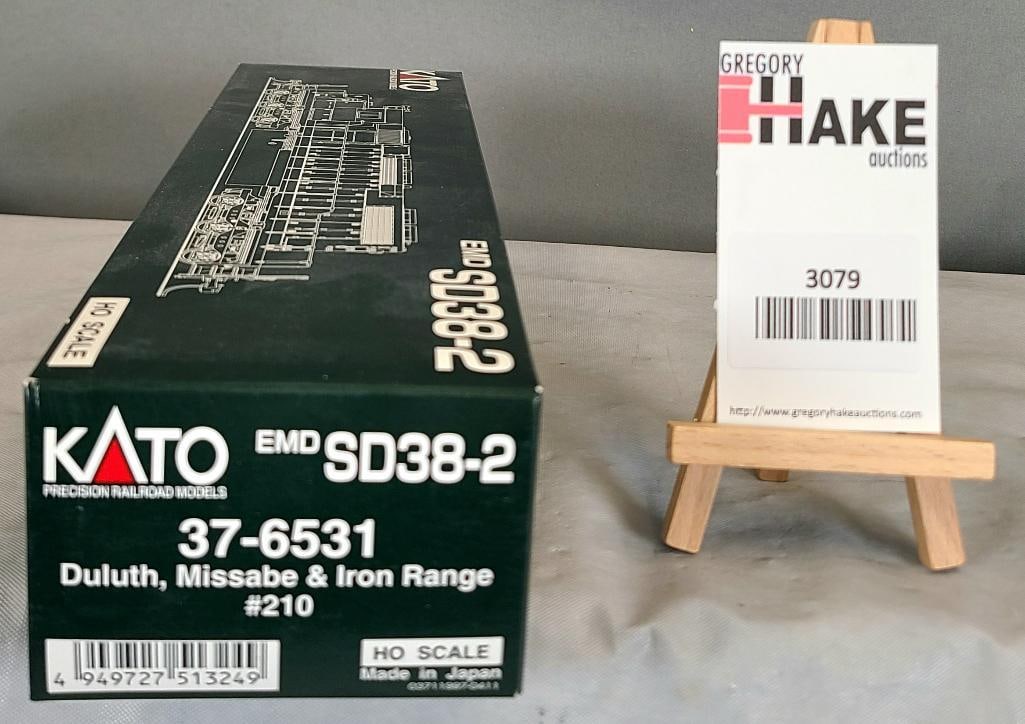 KATO
EMD SD38-2
HO SCALE
KATO
PRECISION RAILROAD MODELS
EMD SD38-2
37-6531
Duluth, Missabe & Iron Range
#210
4 949727 513249
HO SCALE
Made in Japan
GREGORY
HAKE
auctions
3079
http://www.gregoryhakeauctions.com